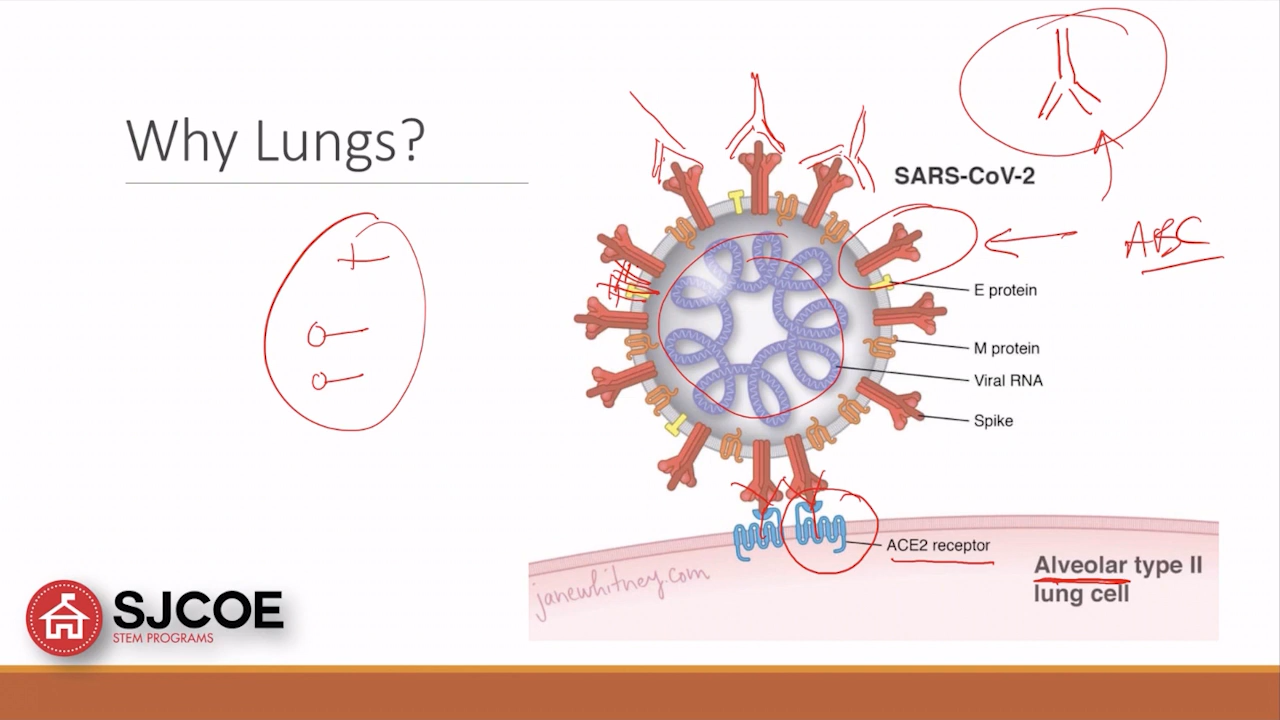 Why Lungs?
SARS-CoV-2
ABC
E protein
M protein
Viral RNA
Spike
ACE2 receptor
Alveolar type II
lung cell
janewhitney.com
SJCOE
STEM PROGRAMS